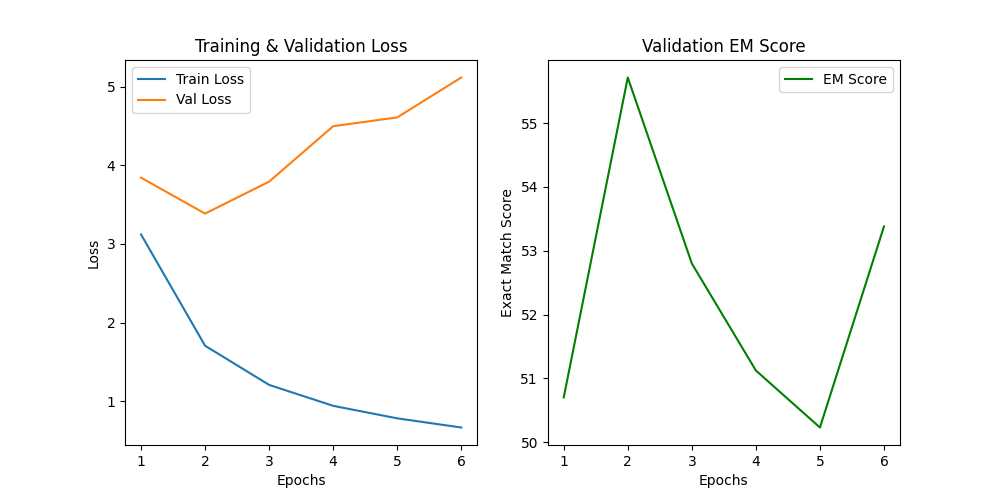 Training & Validation Loss
Train Loss
Val Loss
5
4
3
2
1
Loss
1 2 3 4 5 6
Epochs
Validation EM Score
EM Score
55
54
53
52
51
50
Exact Match Score
1 2 3 4 5 6
Epochs